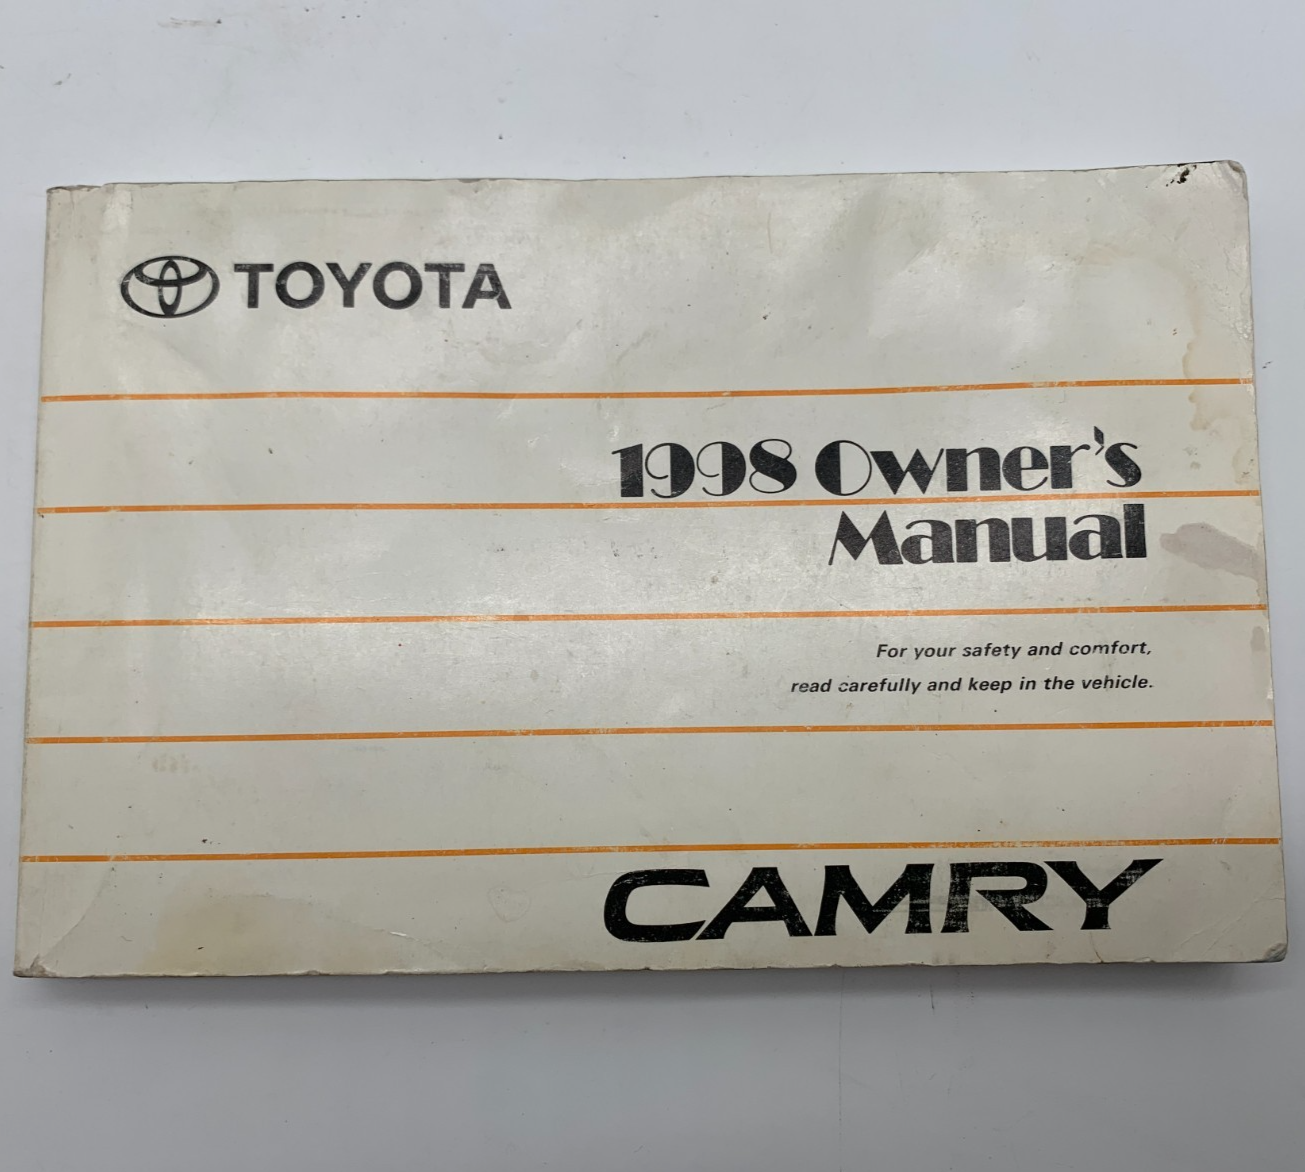 TOYOTA
1998 Owner's
Manual
For your safety and comfort,
read carefully and keep in the vehicle.
CAMRY